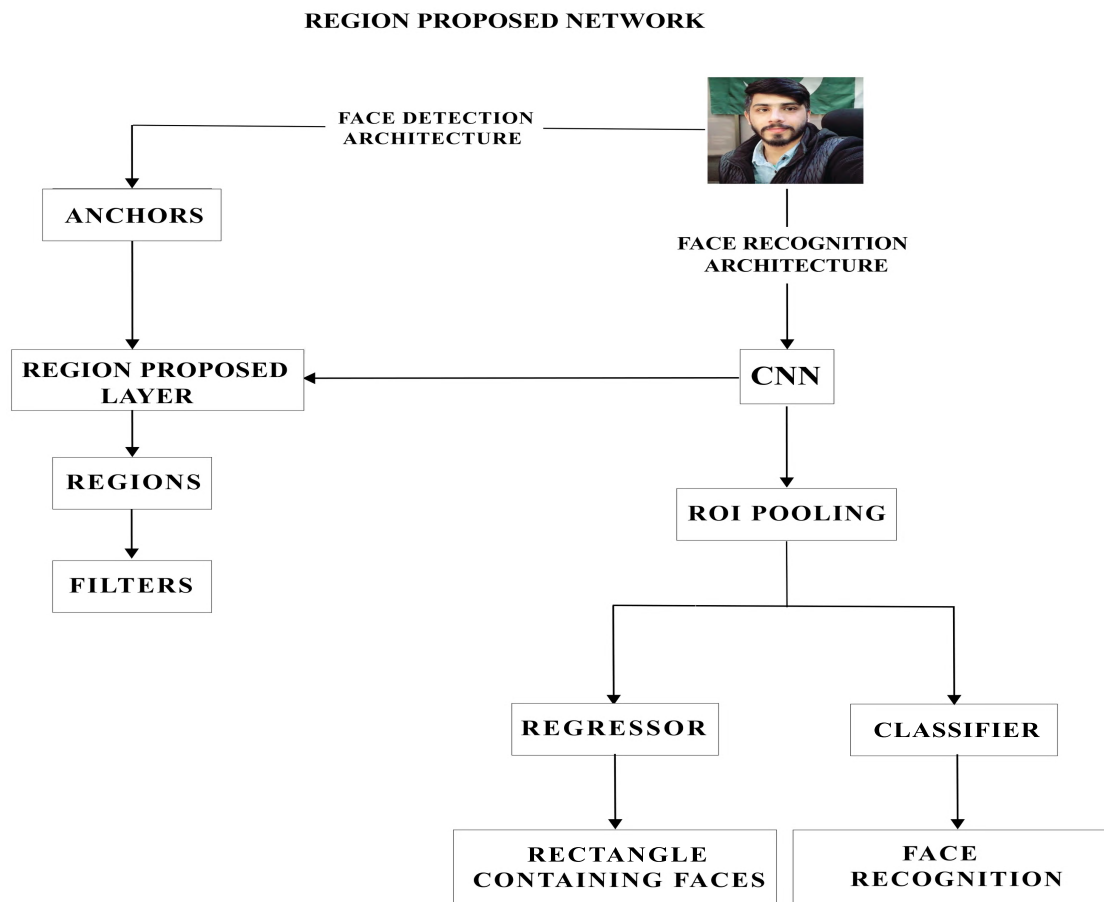 REGION PROPOSED NETWORK
FACE DETECTION
ARCHITECTURE
ANCHORS
FACE RECOGNITION
ARCHITECTURE
REGION PROPOSED
LAYER
CNN
REGIONS
ROI POOLING
FILTERS
REGRESSOR
CLASSIFIER
RECTANGLE
CONTAINING FACES
FACE
RECOGNITION